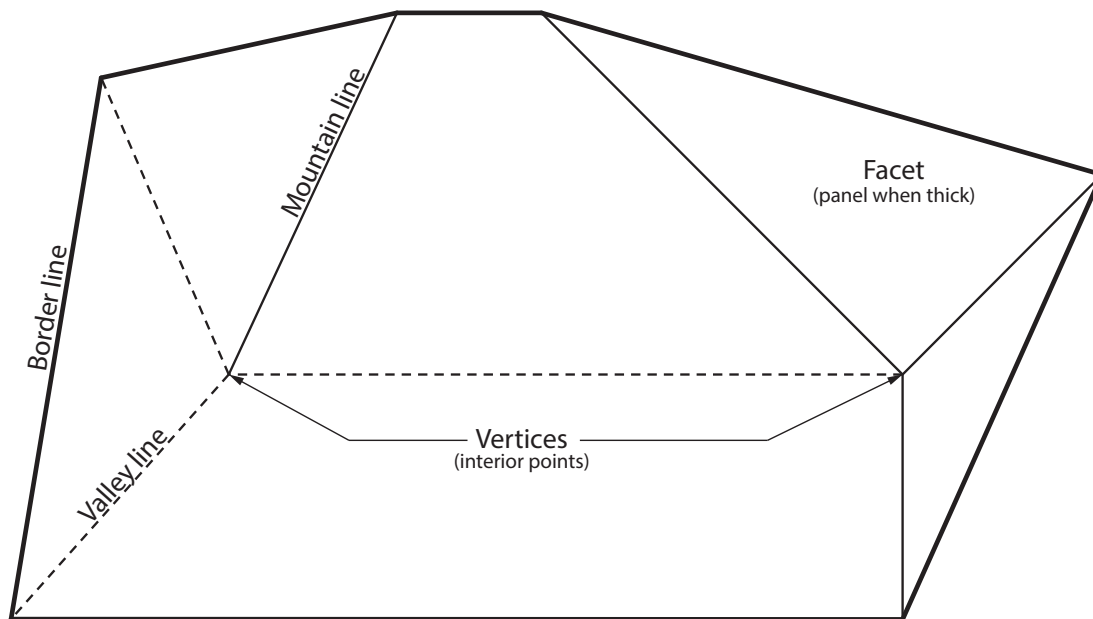 Mountain line
Facet
(panel when thick)
Border line
Vertices
(interior points)
Valley line